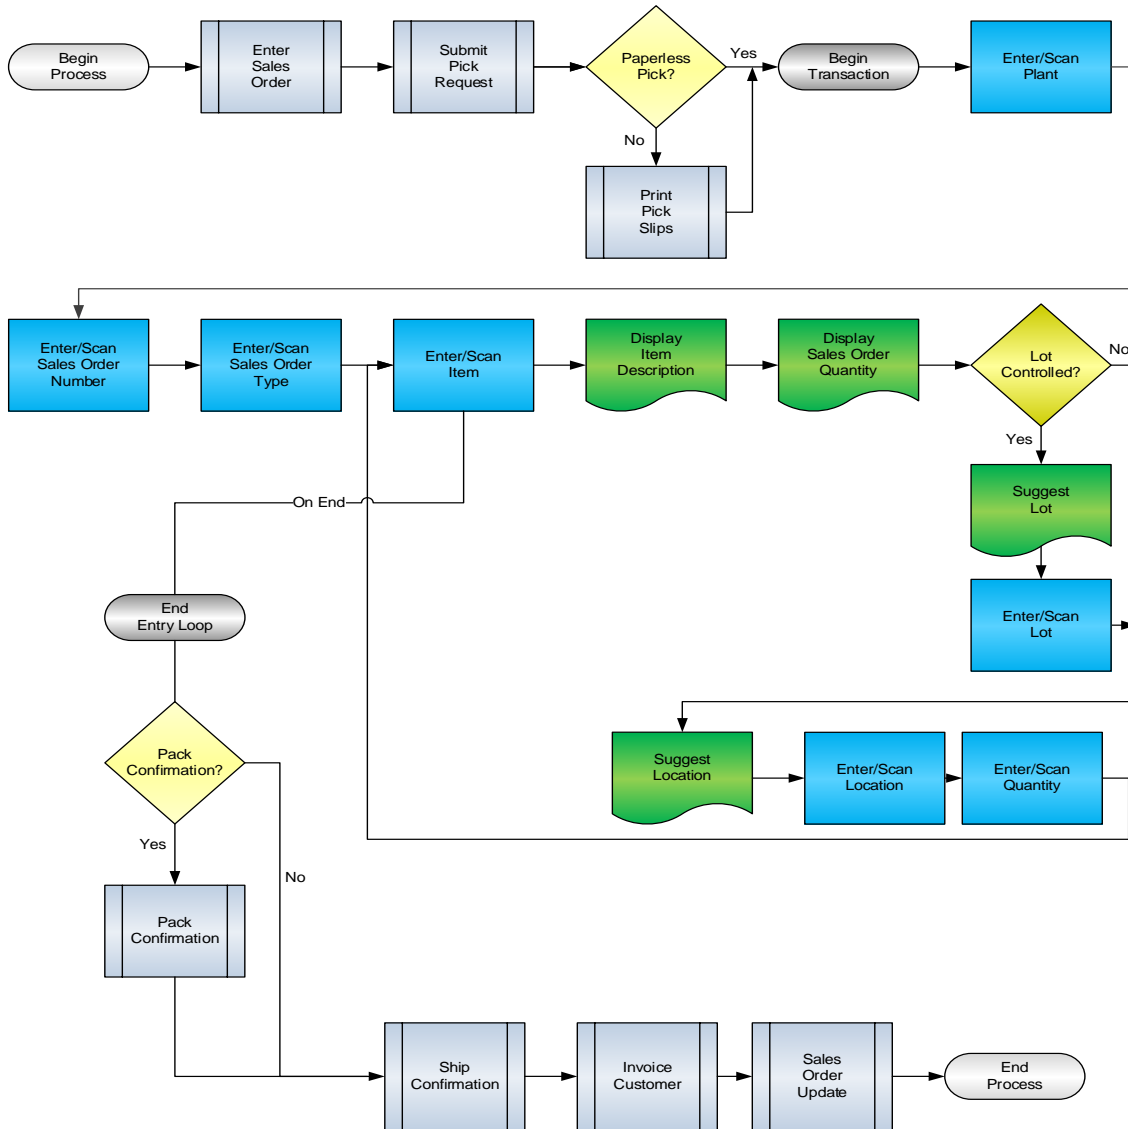 Begin
Process
Enter
Sales
Order
Submit
Pick
Request
Paperless
Pick?
Yes
Begin
Transaction
Enter/Scan
Plant
No
Print
Pick
Slips
Enter/Scan
Sales Order
Number
Enter/Scan
Sales Order
Type
Enter/Scan
Item
Display
Item
Description
Display
Sales Order
Quantity
Lot
Controlled?
No
Yes
Suggest
Lot
On End
Enter/Scan
Lot
End
Entry Loop
Pack
Confirmation?
Suggest
Location
Enter/Scan
Location
Enter/Scan
Quantity
Yes
No
Pack
Confirmation
Ship
Confirmation
Invoice
Customer
Sales
Order
Update
End
Process